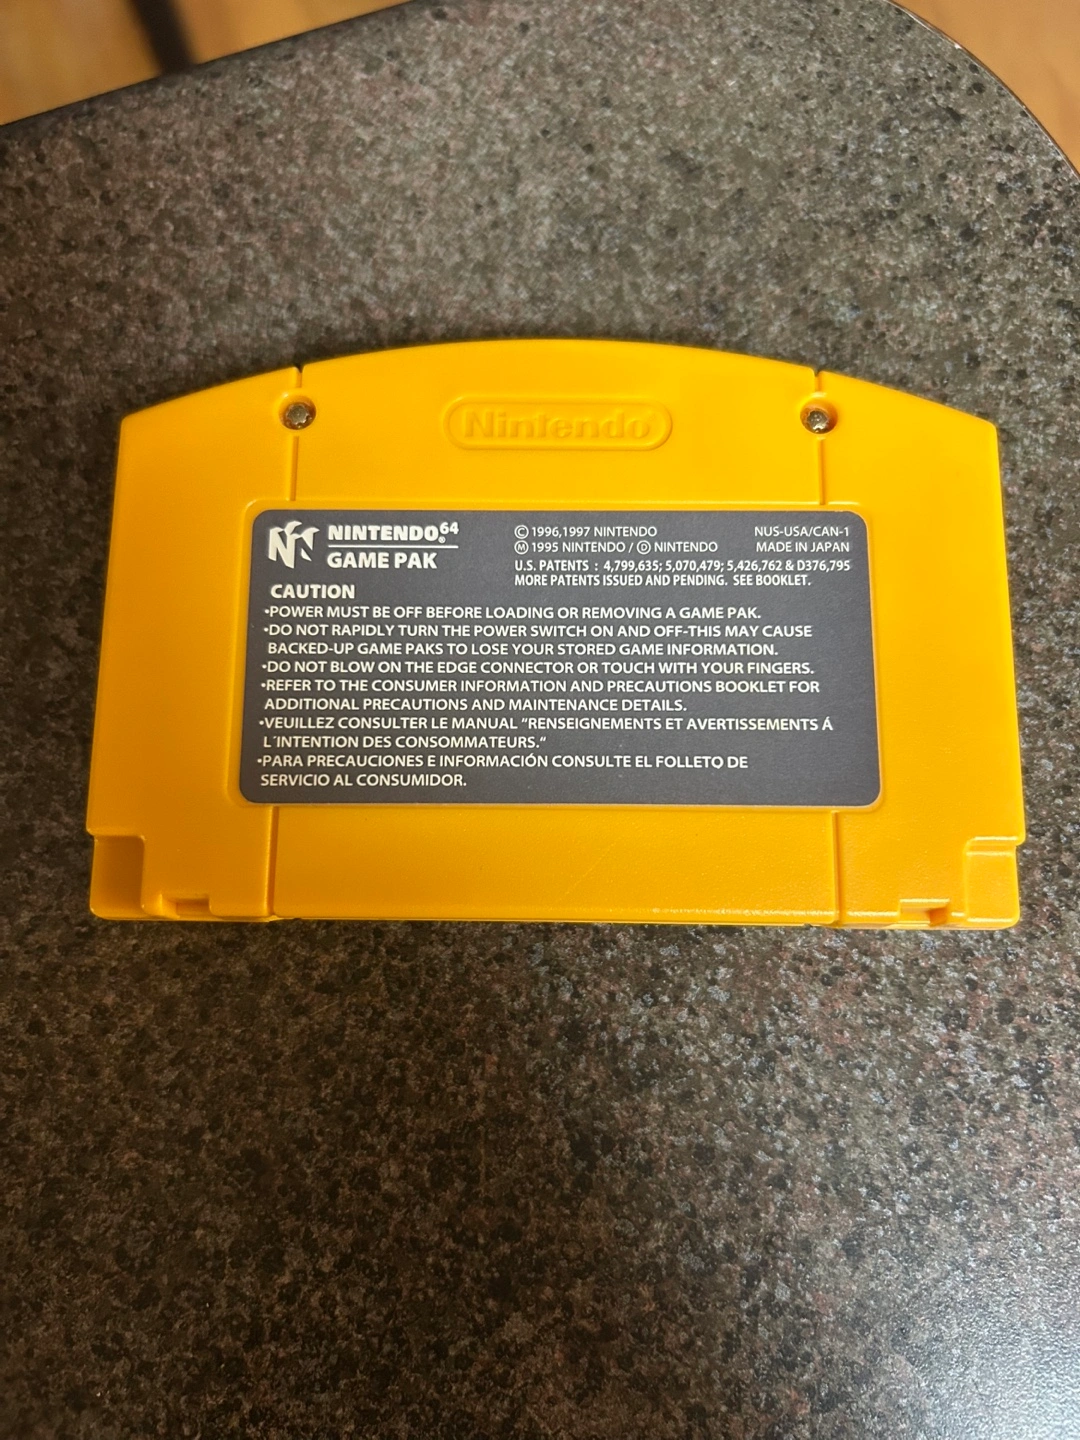 Nintendo
NINTENDO®64
GAME PAK
© 1996,1997 NINTENDO
Ⓜ 1995 NINTENDO / Ⓓ NINTENDO
NUS-USA/CAN-1
MADE IN JAPAN
U.S. PATENTS : 4,799,635; 5,070,479; 5,426,762 & D376,795
MORE PATENTS ISSUED AND PENDING. SEE BOOKLET.
CAUTION
•POWER MUST BE OFF BEFORE LOADING OR REMOVING A GAME PAK.
•DO NOT RAPIDLY TURN THE POWER SWITCH ON AND OFF-THIS MAY CAUSE
BACKED-UP GAME PAKS TO LOSE YOUR STORED GAME INFORMATION.
•DO NOT BLOW ON THE EDGE CONNECTOR OR TOUCH WITH YOUR FINGERS.
•REFER TO THE CONSUMER INFORMATION AND PRECAUTIONS BOOKLET FOR
ADDITIONAL PRECAUTIONS AND MAINTENANCE DETAILS.
•VEUILLEZ CONSULTER LE MANUAL "RENSEIGNEMENTS ET AVERTISSEMENTS Á
L´INTENTION DES CONSOMMATEURS."
•PARA PRECAUCIONES E INFORMACIÓN CONSULTE EL FOLLETO DE
SERVICIO AL CONSUMIDOR.